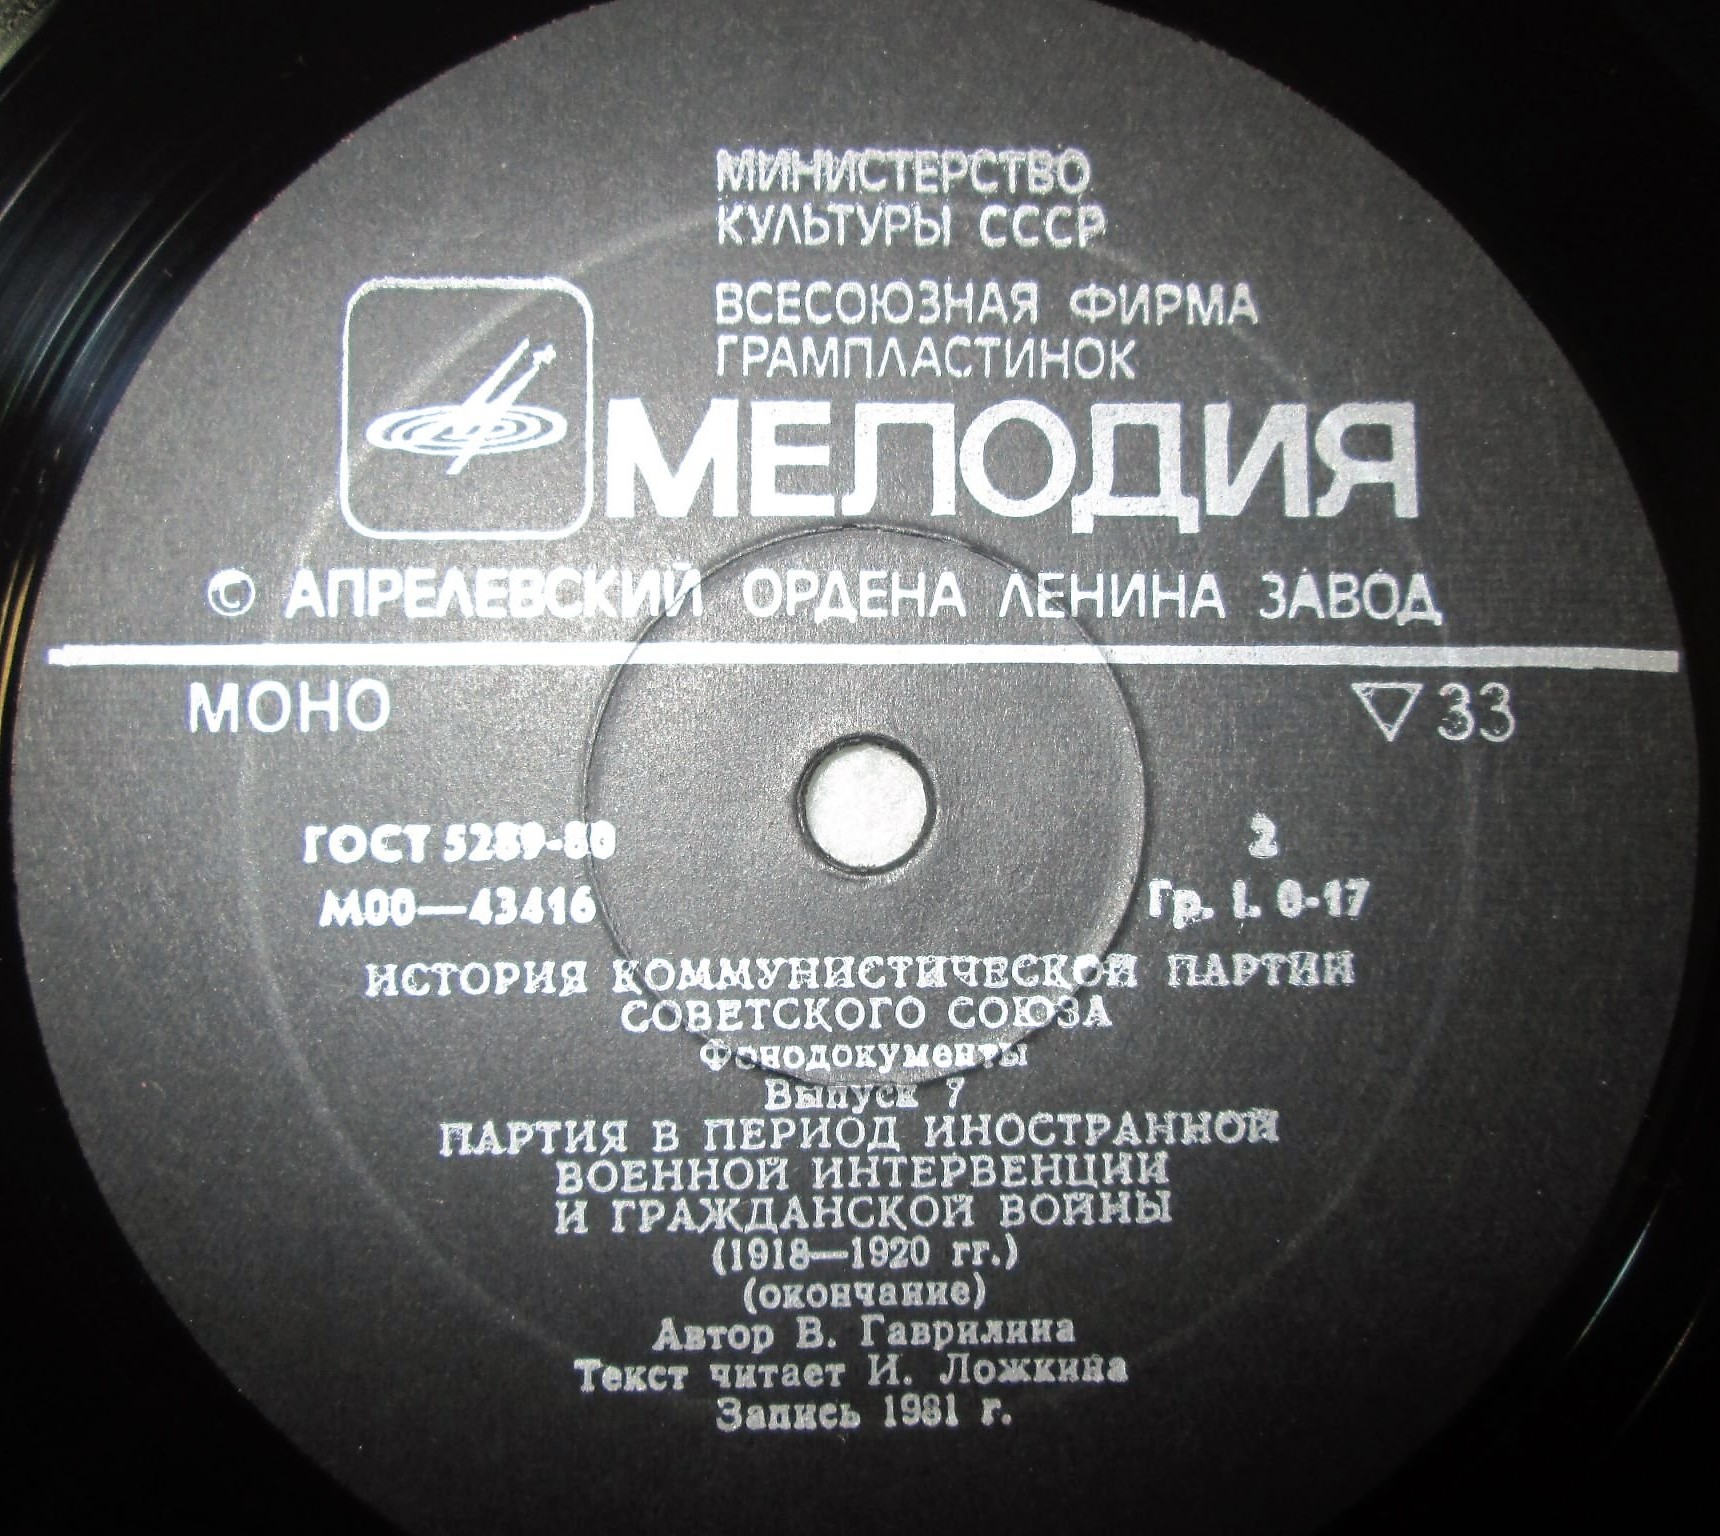 МИНИСТЕРСТВО
КУЛЬТУРЫ СССР
ВСЕСОЮЗНАЯ ФИРМА
ГРАМПЛАСТИНОК
МЕЛОДИЯ
© АПРЕЛЕВСКИЙ ОРДЕНА ЛЕНИНА ЗАВОД
МОНО ▽33
ГОСТ 5289-80 2
М00—43416 Гр. 1. 0-17
ИСТОРИЯ КОММУНИСТИЧЕСКОЙ ПАРТИИ
СОВЕТСКОГО СОЮЗА
Фонодокументы
Выпуск 7
ПАРТИЯ В ПЕРИОД ИНОСТРАННОЙ
ВОЕННОЙ ИНТЕРВЕНЦИИ
И ГРАЖДАНСКОЙ ВОЙНЫ
(1918—1920 гг.)
(окончание)
Автор В. Гаврилина
Текст читает И. Ложкина
Запись 1981 г.